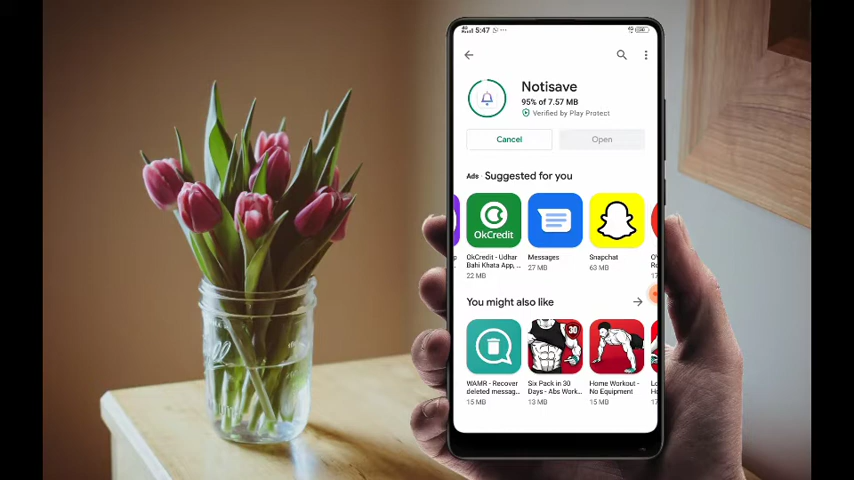 5:47
Notisave
95% of 7.57 MB
Verified by Play Protect
Cancel
Open
Ads · Suggested for you
OkCredit
OkCredit - Udhar
Bahi Khata App, ..
22 MB
Messages
27 MB
Snapchat
63 MB
You might also like
30
WAMR - Recover
deleted messag..
15 MB
Six Pack in 30
Days - Abs Work..
13 MB
Home Workout -
No Equipment
15 MB